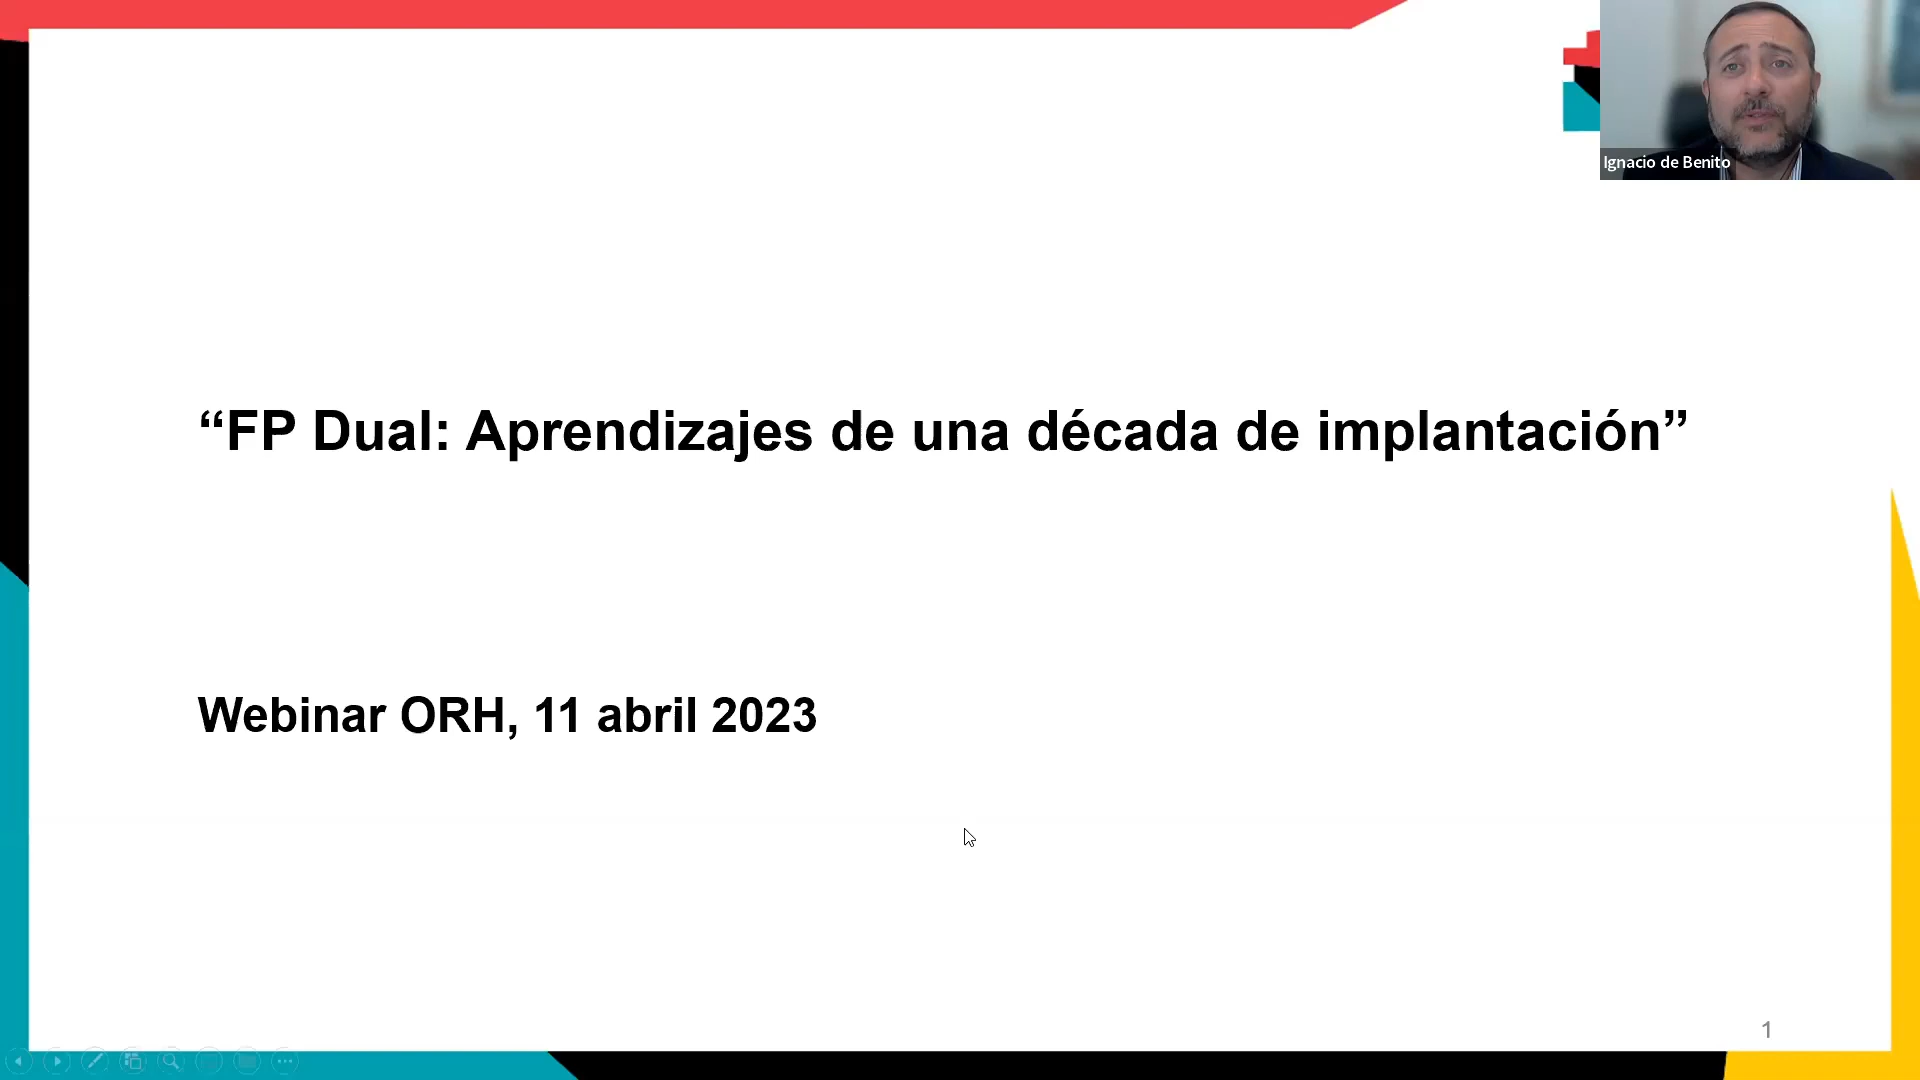 Ignacio de Benito
“FP Dual: Aprendizajes de una década de implantación”
Webinar ORH, 11 abril 2023
1